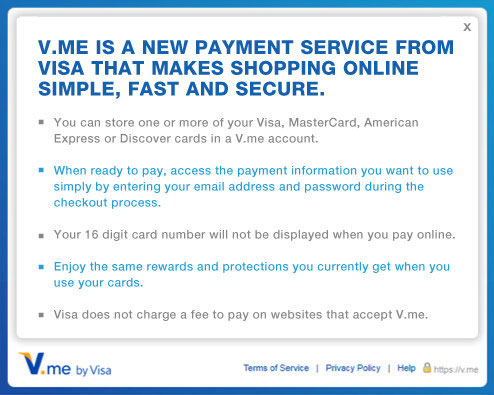 X
V.ME IS A NEW PAYMENT SERVICE FROM
VISA THAT MAKES SHOPPING ONLINE
SIMPLE, FAST AND SECURE.
You can store one or more of your Visa, MasterCard, American
Express or Discover cards in a V.me account.
When ready to pay, access the payment information you want to use
simply by entering your email address and password during the
checkout process.
Your 16 digit card number will not be displayed when you pay online.
Enjoy the same rewards and protections you currently get when you
use your cards.
Visa does not charge a fee to pay on websites that accept V.me.
V.me by Visa
Terms of Service | Privacy Policy | Help https://v.me